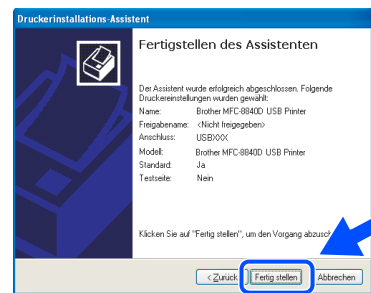 Druckerinstallations-Assistent
Fertigstellen des Assistenten
Der Assistent wurde erfolgreich abgeschlossen. Folgende
Druckereinstellungen wurden gewählt:
Name: Brother MFC-8840D USB Printer
Freigabename: <Nicht freigegeben>
Anschluss: USBXXX
Modell: Brother MFC-8840D USB Printer
Standard: Ja
Testseite: Nein
Klicken Sie auf "Fertig stellen", um den Vorgang
< Zurück Fertig stellen Abbrechen